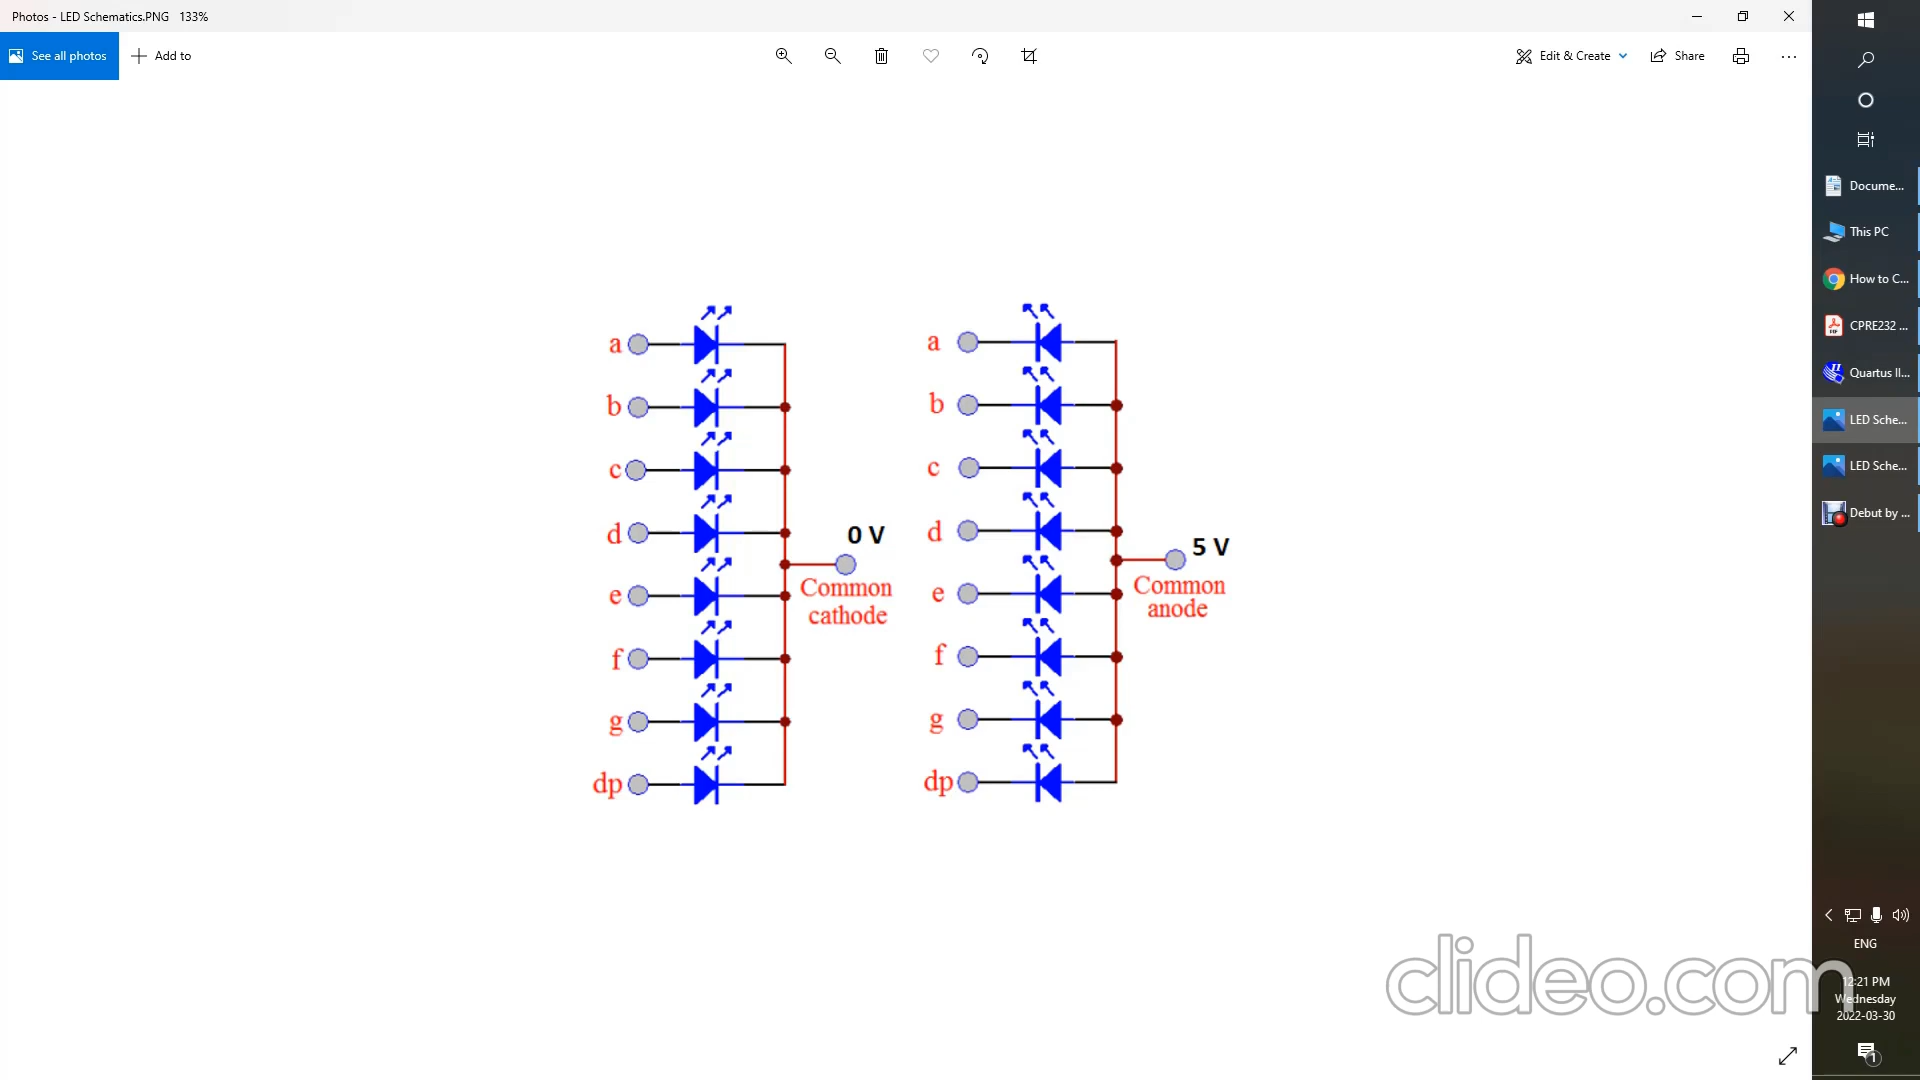 Photos - LED Schematics.PNG 133%
See all photos
Add to
Edit & Create
Share
a
b
c
d
e
f
g
dp
0 V
Common
cathode
a
b
c
d
e
f
g
dp
5 V
Common
anode
Docume...
This PC
How to C...
CPRE232 ...
Quartus II...
LED Sche...
LED Sche...
Debut by ...
ENG
12:21 PM
Wednesday
2022-03-30
1
clideo.com